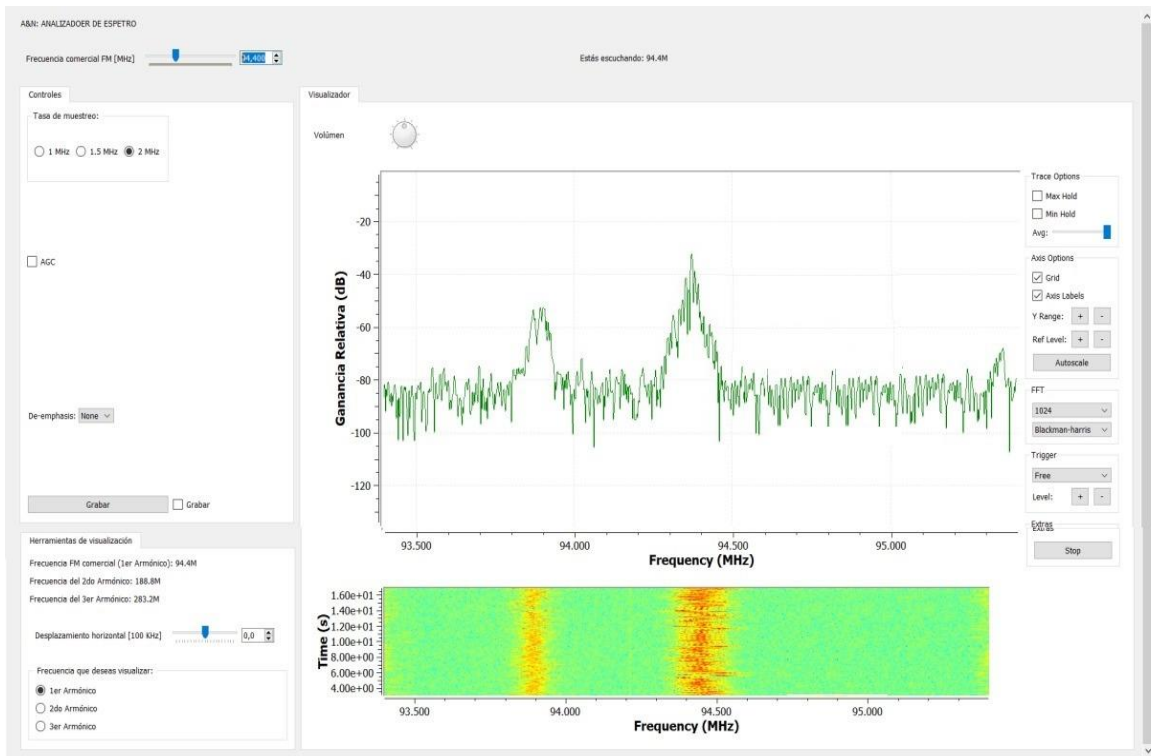 A&N: ANALIZADOER DE ESPETRO
Frecuencia comercial FM [MHz]
94,400
Estás escuchando: 94.4M
Controles
Tasa de muestreo:
1 MHz
1.5 MHz
2 MHz
AGC
De-emphasis:
None
Grabar
Grabar
Herramientas de visualización
Frecuencia FM comercial (1er Armónico): 94.4M
Frecuencia del 2do Armónico: 188.8M
Frecuencia del 3er Armónico: 283.2M
Desplazamiento horizontal [100 KHz]
0,0
Frecuencia que deseas visualizar:
1er Armónico
2do Armónico
3er Armónico
Visualizador
Volúmen
Ganancia Relativa (dB)
-20
-40
-60
-80
-100
-120
93.500
94.000
94.500
95.000
Frequency (MHz)
Trace Options
Max Hold
Min Hold
Avg:
Axis Options
Grid
Axis Labels
Y Range:
+
-
Ref Level:
+
-
Autoscale
FFT
1024
Blackman-harris
Trigger
Free
Level:
+
-
Extras
Extras
Stop
Time (s)
1.60e+01
1.40e+01
1.20e+01
1.00e+01
8.00e+00
6.00e+00
4.00e+00
93.500
94.000
94.500
95.000
Frequency (MHz)